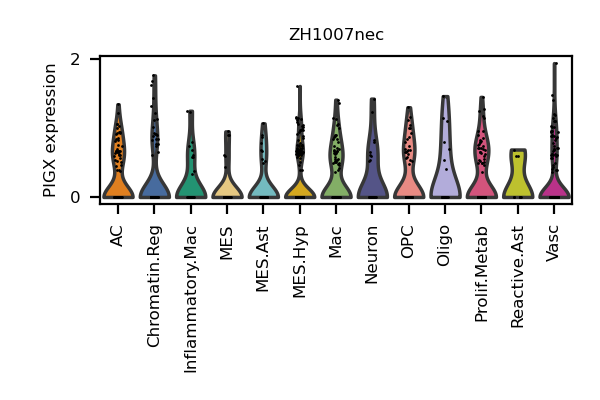 ZH1007nec
PIGX expression
2
0
AC
Chromatin.Reg
Inflammatory.Mac
MES
MES.Ast
MES.Hyp
Mac
Neuron
OPC
Oligo
Prolif.Metab
Reactive.Ast
Vasc